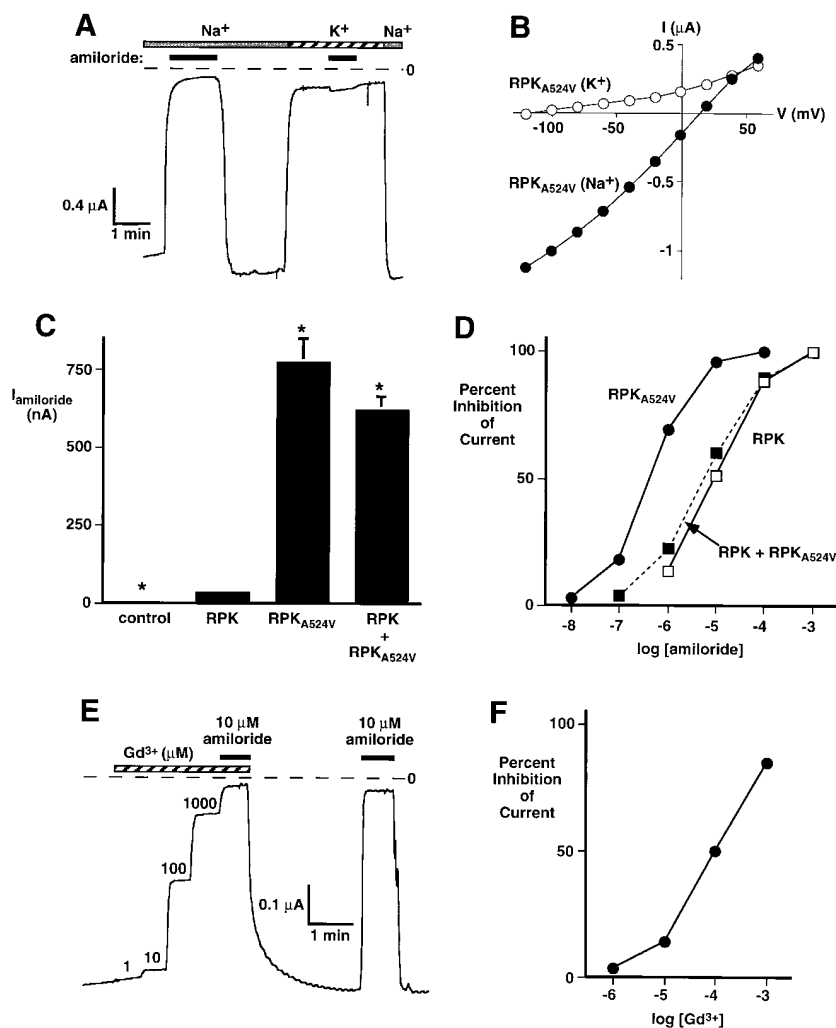 A
Na+ K+ Na+
amiloride:
0
0.4 µA
1 min
B
I (µA)
0.5
RPKA524V (K+)
V (mV)
-100 -50 50
RPKA524V (Na+)
-0.5
-1
C
Iamiloride
(nA)
750
500
250
0
*
*
*
control RPK RPKA524V RPK
+
RPKA524V
D
Percent
Inhibition
of
Current
100
50
0
RPKA524V
RPK
RPK + RPKA524V
-8 -7 -6 -5 -4 -3
log [amiloride]
E
10 µM
amiloride
10 µM
amiloride
Gd3+ (µM)
0
1000
100
10
1
0.1 µA
1 min
F
Percent
Inhibition
of
Current
100
50
0
-6 -5 -4 -3
log [Gd3+]